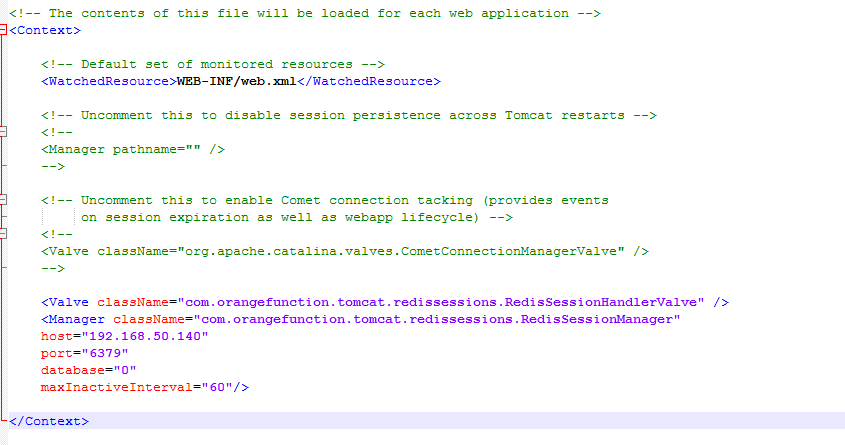 <!-- The contents of this file will be loaded for each web application -->
<Context>
<!-- Default set of monitored resources -->
<WatchedResource>WEB-INF/web.xml</WatchedResource>
<!-- Uncomment this to disable session persistence across Tomcat restarts -->
<!--
<Manager pathname="" />
-->
<!-- Uncomment this to enable Comet connection tacking (provides events
on session expiration as well as webapp lifecycle) -->
<!--
<Valve className="org.apache.catalina.valves.CometConnectionManagerValve" />
-->
<Valve className="com.orangefunction.tomcat.redissessions.RedisSessionHandlerValve" />
<Manager className="com.orangefunction.tomcat.redissessions.RedisSessionManager"
host="192.168.50.140"
port="6379"
database="0"
maxInactiveInterval="60"/>
</Context>